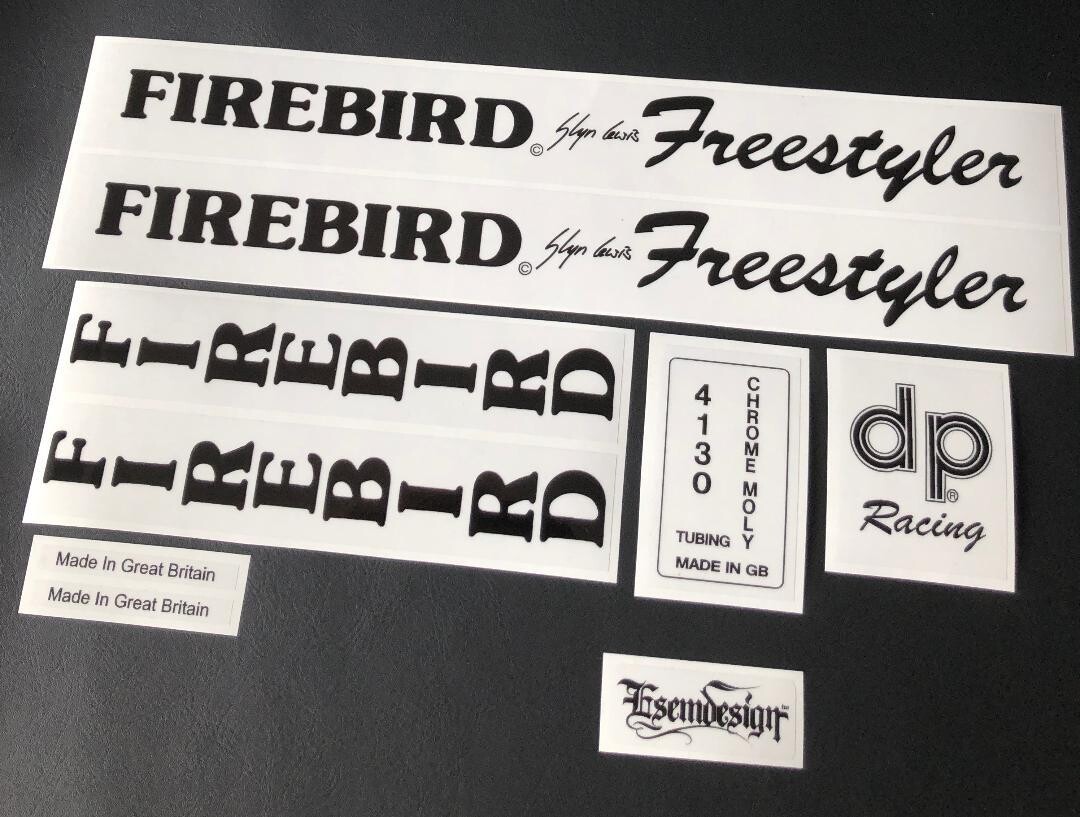 FIREBIRD © Glyn Lewis Freestyler
FIREBIRD © Glyn Lewis Freestyler
FIREBIRD
FIREBIRD
4130
CHROME MOLY
TUBING
MADE IN GB
dp®
Racing
Made In Great Britain
Made In Great Britain
Esemdesign™